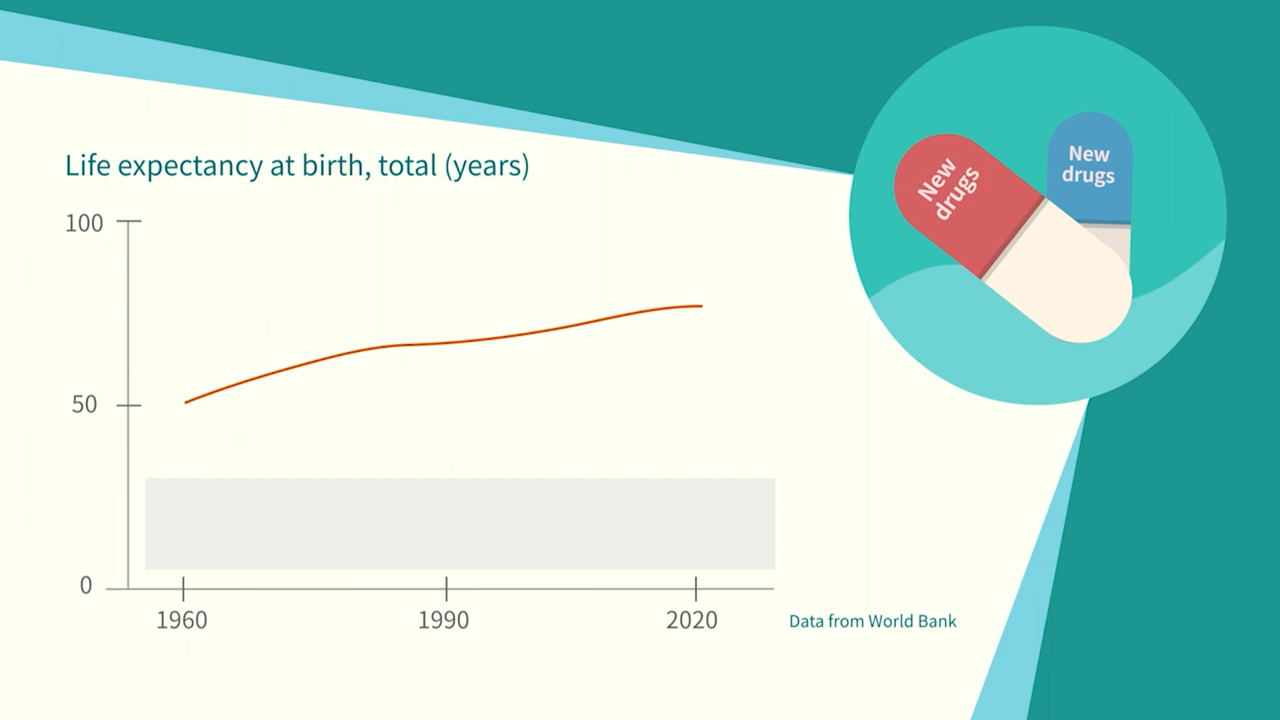 Life expectancy at birth, total (years)
100
50
0
1960
1990
2020
Data from World Bank
New
drugs
New
drugs